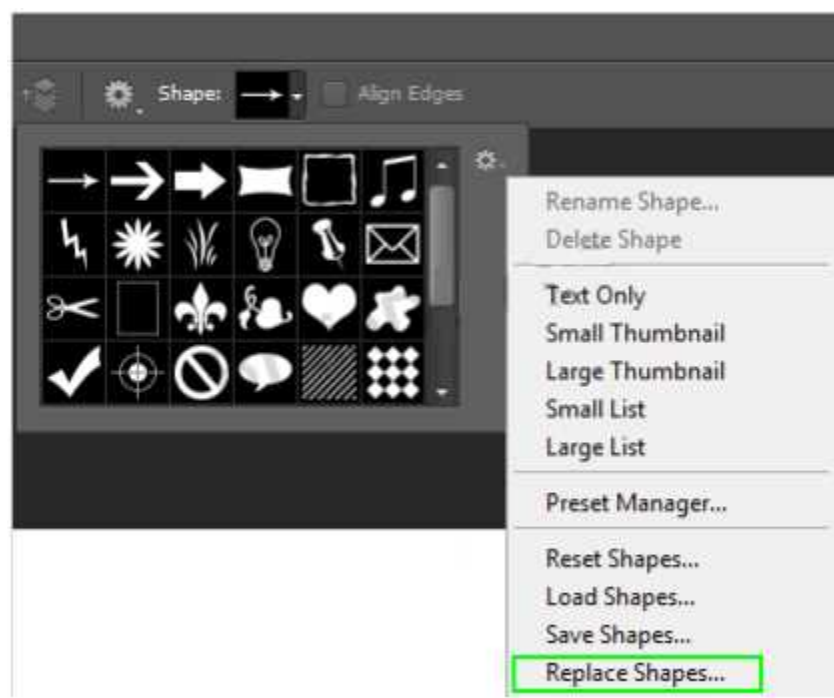 Shape:
Align Edges
Rename Shape...
Delete Shape
Text Only
Small Thumbnail
Large Thumbnail
Small List
Large List
Preset Manager...
Reset Shapes...
Load Shapes...
Save Shapes...
Replace Shapes...